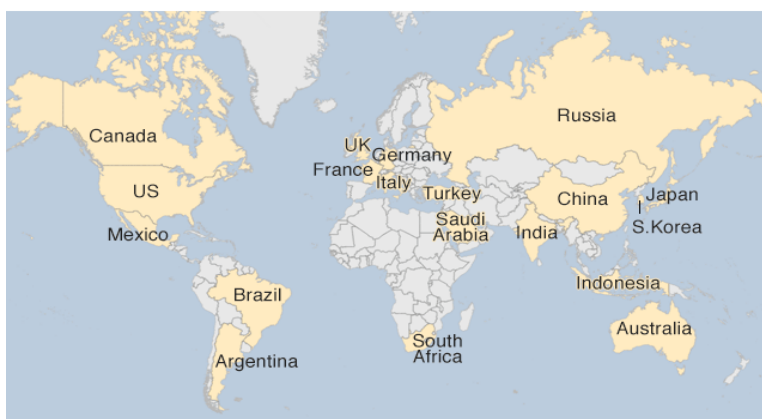 Canada
US
Mexico
Brazil
Argentina
UK
Germany
France
Italy
Turkey
Saudi
Arabia
South
Africa
Russia
China
Japan
S.Korea
India
Indonesia
Australia